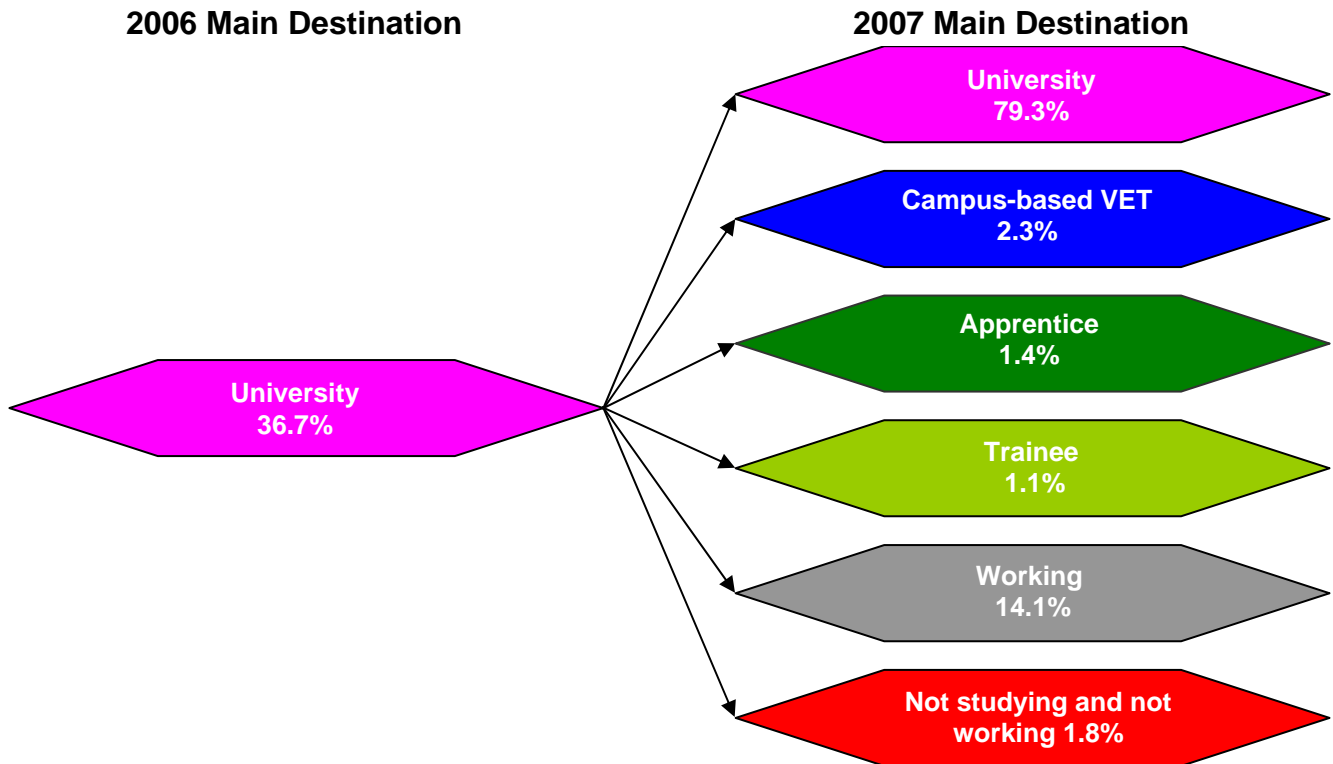 2006 Main Destination
2007 Main Destination
University
79.3%
Campus-based VET
2.3%
Apprentice
1.4%
University
36.7%
Trainee
1.1%
Working
14.1%
Not studying and not
working 1.8%